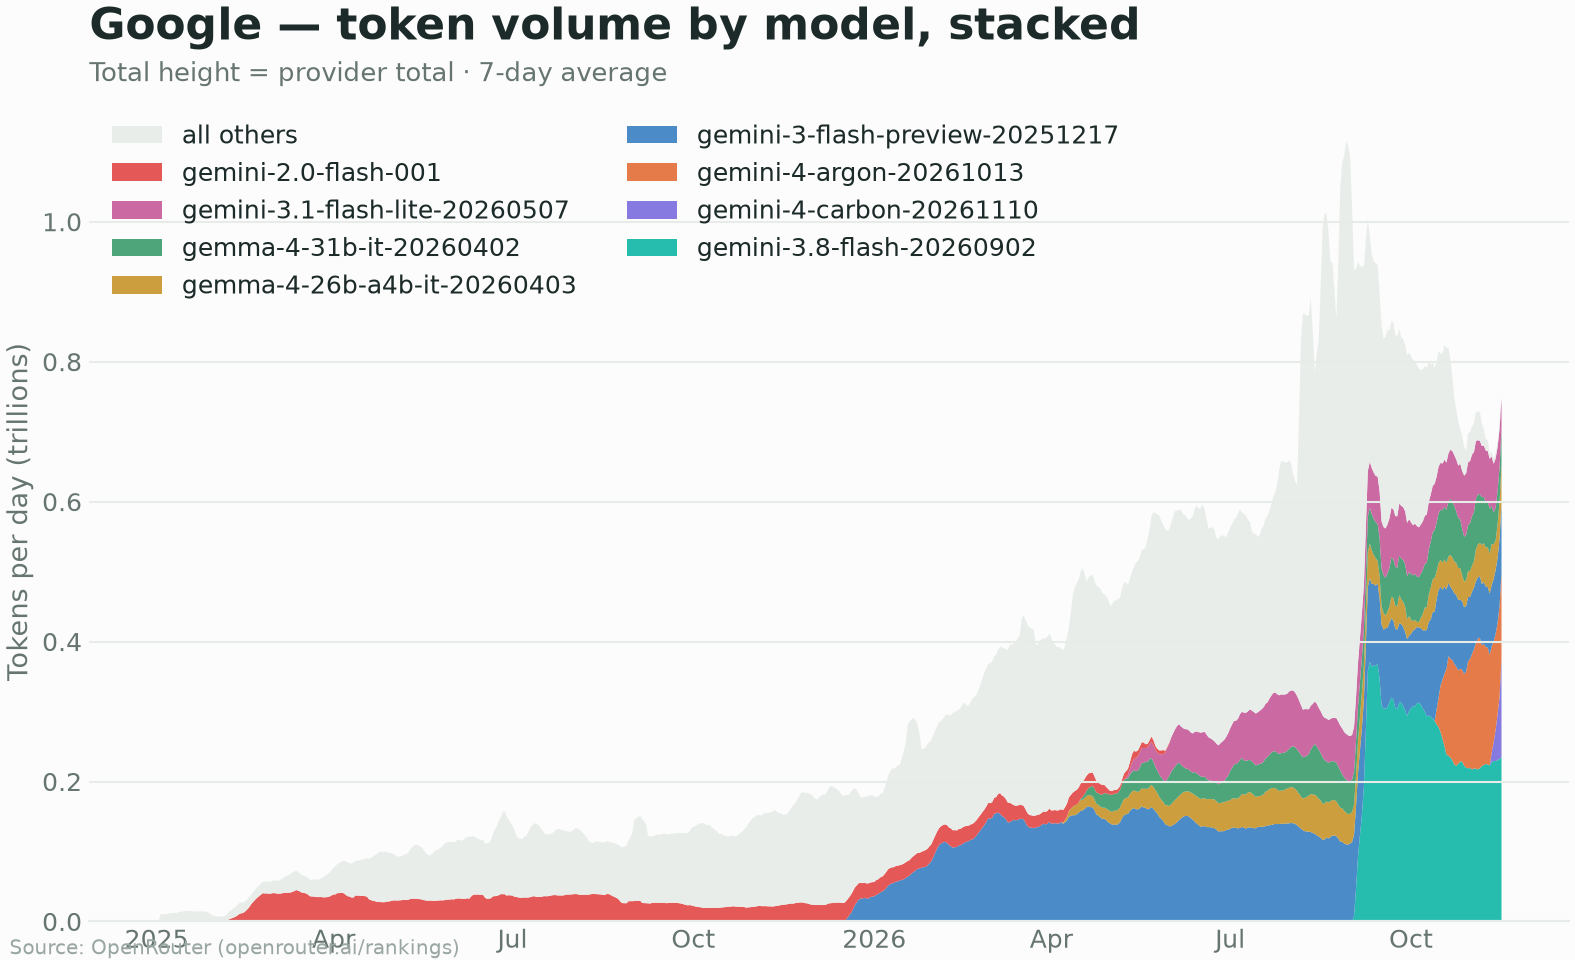 Google — token volume by model, stacked
Total height = provider total · 7-day average
all others
gemini-2.0-flash-001
gemini-3.1-flash-lite-20260507
gemma-4-31b-it-20260402
gemma-4-26b-a4b-it-20260403
gemini-3-flash-preview-20251217
gemini-4-argon-20261013
gemini-4-carbon-20261110
gemini-3.8-flash-20260902
Tokens per day (trillions)
1.0
0.8
0.6
0.4
0.2
0.0
2025 Apr Jul Oct 2026 Apr Jul Oct
Source: OpenRouter (openrouter.ai/rankings)